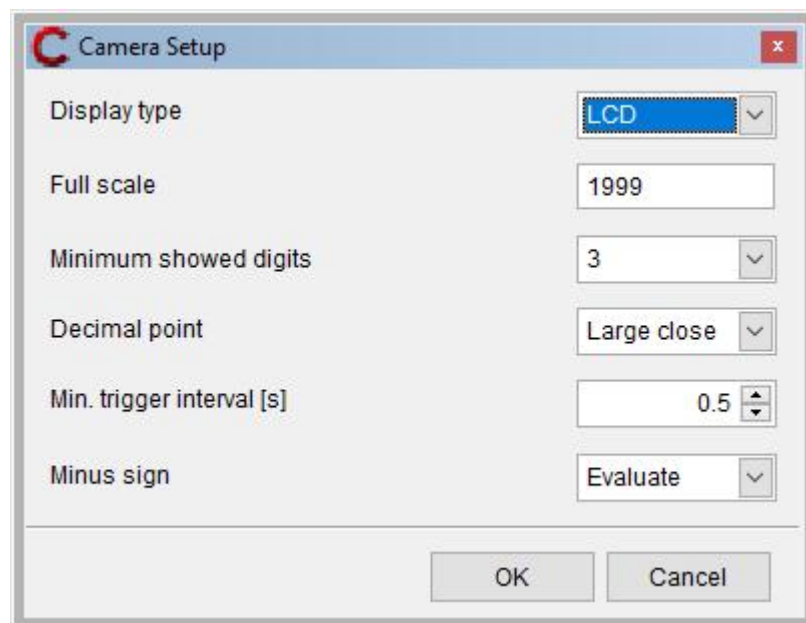 Camera Setup
Display type LCD
Full scale 1999
Minimum showed digits 3
Decimal point Large close
Min. trigger interval [s] 0.5
Minus sign Evaluate
OK Cancel